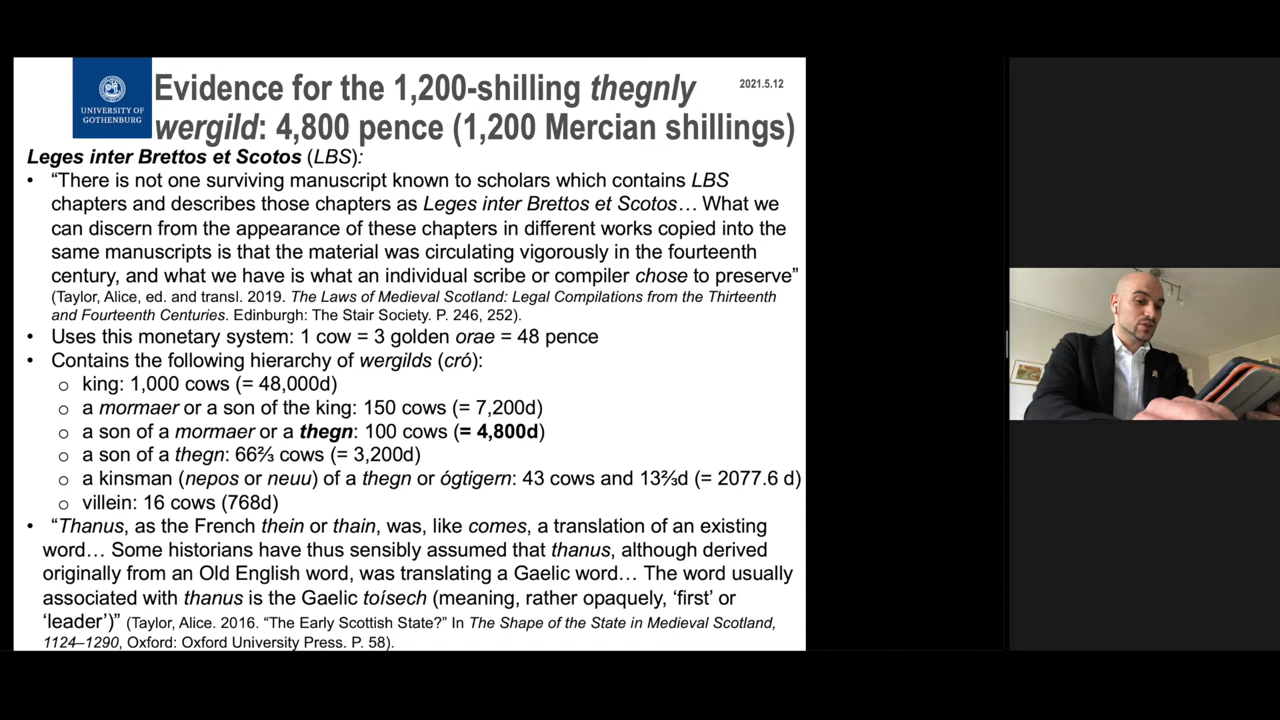 UNIVERSITY OF
GOTHENBURG
Evidence for the 1,200-shilling thegnly
wergild: 4,800 pence (1,200 Mercian shillings)
2021.5.12
Leges inter Brettos et Scotos (LBS):
• “There is not one surviving manuscript known to scholars which contains LBS
chapters and describes those chapters as Leges inter Brettos et Scotos… What we
can discern from the appearance of these chapters in different works copied into the
same manuscripts is that the material was circulating vigorously in the fourteenth
century, and what we have is what an individual scribe or compiler chose to preserve”
(Taylor, Alice, ed. and transl. 2019. The Laws of Medieval Scotland: Legal Compilations from the Thirteenth
and Fourteenth Centuries. Edinburgh: The Stair Society. P. 246, 252).
• Uses this monetary system: 1 cow = 3 golden orae = 48 pence
• Contains the following hierarchy of wergilds (cró):
o king: 1,000 cows (= 48,000d)
o a mormaer or a son of the king: 150 cows (= 7,200d)
o a son of a mormaer or a thegn: 100 cows (= 4,800d)
o a son of a thegn: 66⅔ cows (= 3,200d)
o a kinsman (nepos or neuu) of a thegn or ógtigern: 43 cows and 13⅔d (= 2077.6 d)
o villein: 16 cows (768d)
• “Thanus, as the French thein or thain, was, like comes, a translation of an existing
word… Some historians have thus sensibly assumed that thanus, although derived
originally from an Old English word, was translating a Gaelic word… The word usually
associated with thanus is the Gaelic toísech (meaning, rather opaquely, ‘first’ or
‘leader’)” (Taylor, Alice. 2016. “The Early Scottish State?” In The Shape of the State in Medieval Scotland,
1124–1290, Oxford: Oxford University Press. P. 58).